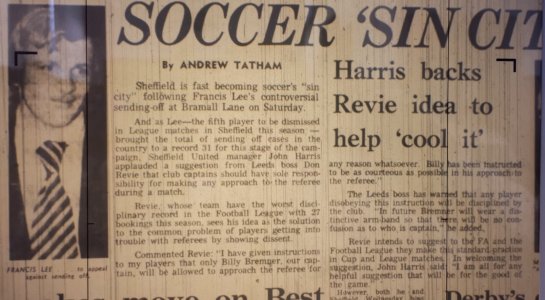 SOCCER 'SIN CIT
By ANDREW TATHAM
Sheffield is fast becoming soccer's "sin
city" following Francis Lee's controversial
sending-off at Bramall Lane on Saturday.
And as Lee—the fifth player to be dismissed
in League matches in Sheffield this season —
brought the total of sending off cases in the
country to a record 31 for this stage of the cam-
paign, Sheffield United manager John Harris
applauded a suggestion from Leeds boss Don
Revie that club captains should have sole respon-
sibility for making any approach to the referee
during a match.
Revie, whose team have the worst disci-
plinary record in the Football League with 27
bookings this season, sees his idea as the solution
to the common problem of players getting into
trouble with referees by showing dissent.
Commented Revie: "I have given instructions
to my players that only Billy Bremner, our cap-
tain, will be allowed to approach the referee for
Harris backs
Revie idea to
help 'cool it'
any reason whatsoever. Billy has been instructed
to be as courteous as possible in his approach to
the referee."
The Leeds boss has warned that any player
disobeying this instruction will be disciplined by
the club. "In future Bremner will wear a dis-
tinctive arm-band so that there will be no con-
fusion as to who is captain," he added.
Revie intends to suggest to the FA and the
Football League they make this standard practice
in Cup and League matches. In welcoming the
suggestion, John Harris said: "I am all for any
helpful suggestion that will be for the good of
the game.
However, both he and
FRANCIS LEE to appeal
against sending off.
move on Best
Derby's